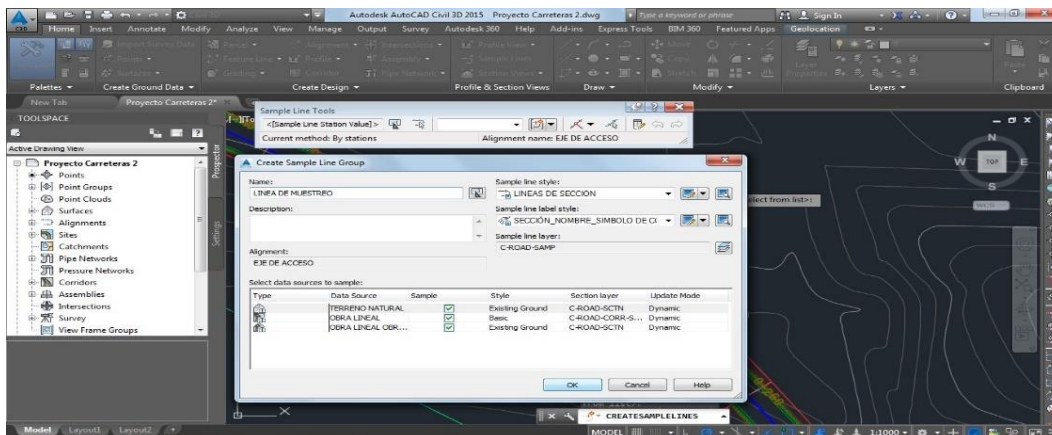 Autodesk AutoCAD Civil 3D 2015 Proyecto Carreteras 2.dwg
Type a keyword or phrase
Sign In
Home Insert Annotate Modify Analyze View Manage Output Survey Autodesk 360 Help Add-ins Express Tools BIM 360 Featured Apps Geolocation
Palettes
Create Ground Data
Create Design
Profile & Section Views
Draw
Modify
Layers
Clipboard
New Tab
Proyecto Carreteras 2*
TOOLSPACE
Active Drawing View
Proyecto Carreteras 2
Points
Point Groups
Point Clouds
Surfaces
Alignments
Sites
Catchments
Pipe Networks
Pressure Networks
Corridors
Assemblies
Intersections
Survey
View Frame Groups
Prospector
Settings
Sample Line Tools
<[Sample Line Station Value]>
Current method: By stations
Alignment name: EJE DE ACCESO
Create Sample Line Group
Name:
LINEA DE MUESTREO
Description:
Alignment:
EJE DE ACCESO
Sample line style:
LINEAS DE SECCION
Sample line label style:
SECCIÓN_NOMBRE_SIMBOLO DE
Sample line layer:
C-ROAD-SAMP
Select data sources to sample:
Type Data Source Sample Style Section layer Update Mode
TERRENO NATURAL Existing Ground C-ROAD-SCTN Dynamic
OBRA LINEAL Basic C-ROAD-CORR-S... Dynamic
OBRA LINEAL OBR... Existing Ground C-ROAD-SCTN Dynamic
OK Cancel Help
select from list>:
N
W TOP E
S
WCS
CREATESAMPLELINES
Model Layout1 Layout2
MODEL
1:1000